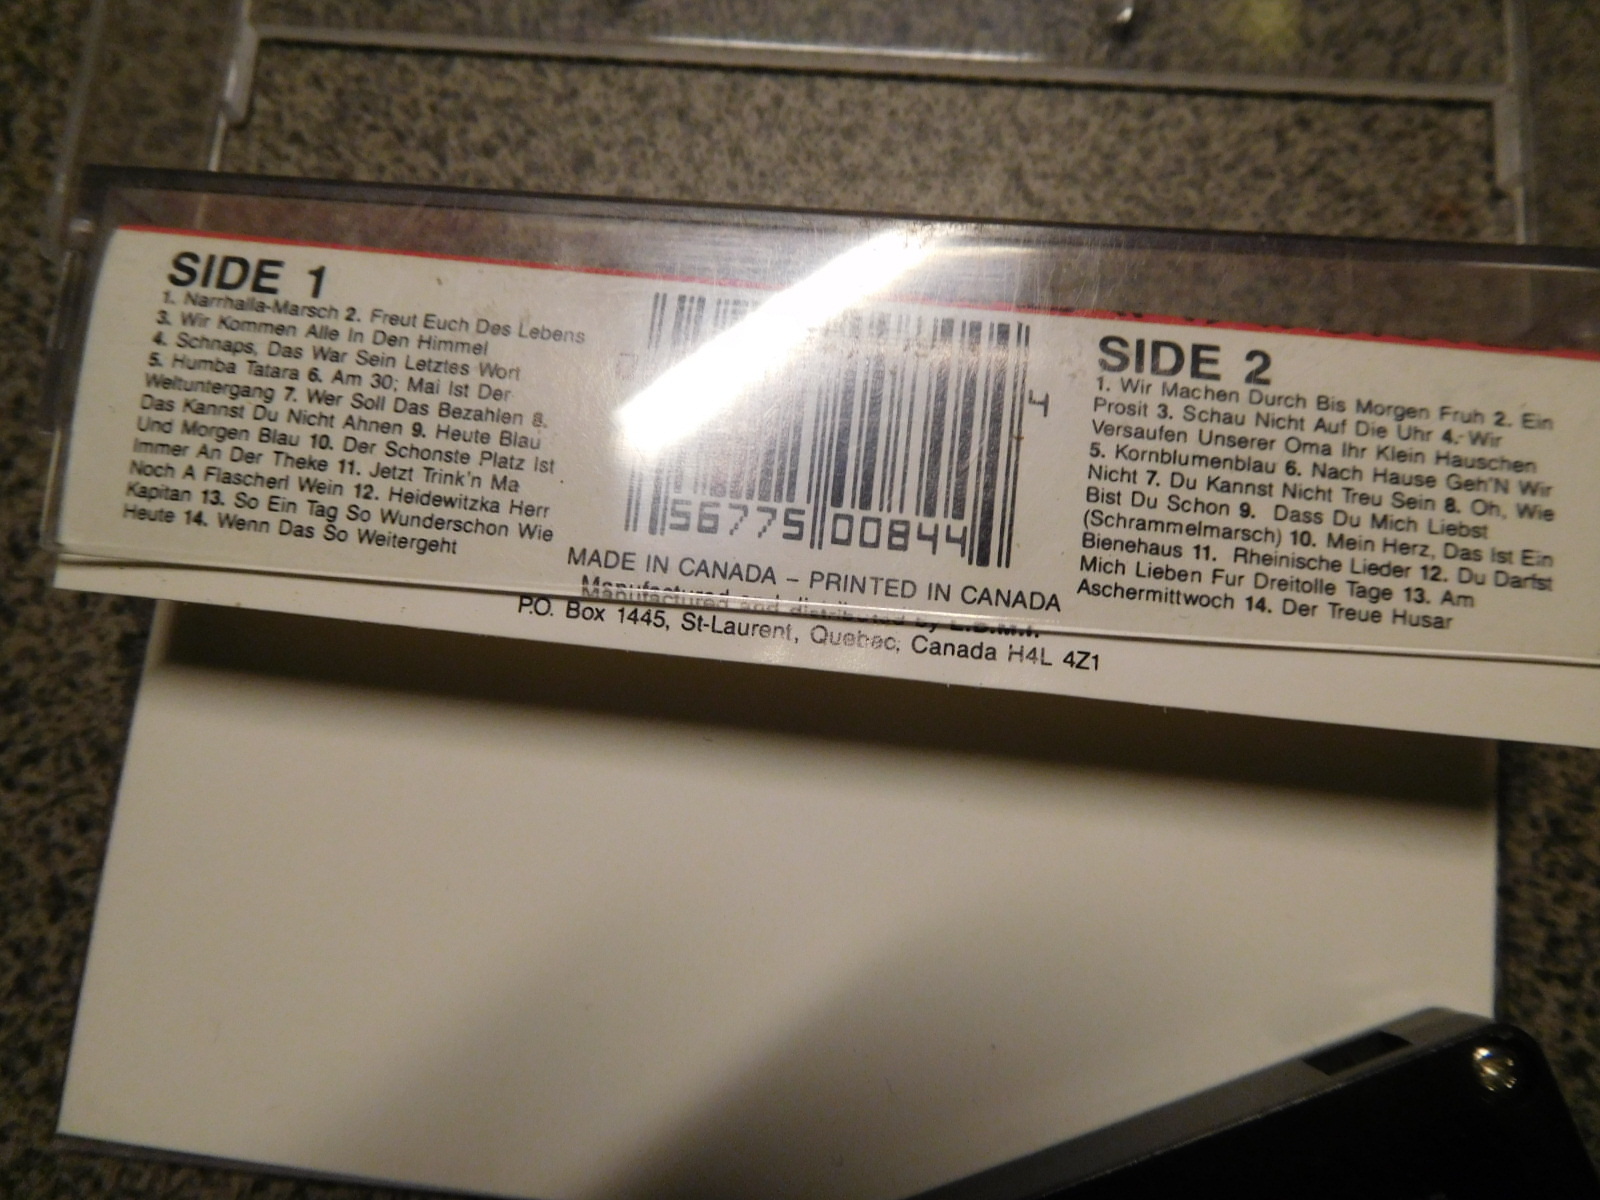 SIDE 1
1. Narrhalla-Marsch 2. Freut Euch Des Lebens
3. Wir Kommen Alle In Den Himmel
4. Schnaps, Das War Sein Letztes Wort
5. Humba Tatara 6. Am 30; Mai Ist Der
Weltuntergang 7. Wer Soll Das Bezahlen 8.
Das Kannst Du Nicht Ahnen 9. Heute Blau
Und Morgen Blau 10. Der Schonste Platz Ist
Immer An Der Theke 11. Jetzt Trink'n Ma
Noch A Flascherl Wein 12. Heidewitzka Herr
Kapitan 13. So Ein Tag So Wunderschon Wie
Heute 14. Wenn Das So Weitergeht
56775 00844 4
MADE IN CANADA – PRINTED IN CANADA
Manufactured and distributed by
P.O. Box 1445, St-Laurent, Quebec, Canada H4L 4Z1
SIDE 2
1. Wir Machen Durch Bis Morgen Fruh 2. Ein
Prosit 3. Schau Nicht Auf Die Uhr 4. Wir
Versaufen Unserer Oma Ihr Klein Hauschen
5. Kornblumenblau 6. Nach Hause Geh'N Wir
Nicht 7. Du Kannst Nicht Treu Sein 8. Oh, Wie
Bist Du Schon 9. Dass Du Mich Liebst
(Schrammelmarsch) 10. Mein Herz, Das Ist Ein
Bienehaus 11. Rheinische Lieder 12. Du Darfst
Mich Lieben Fur Dreitolle Tage 13. Am
Aschermittwoch 14. Der Treue Husar